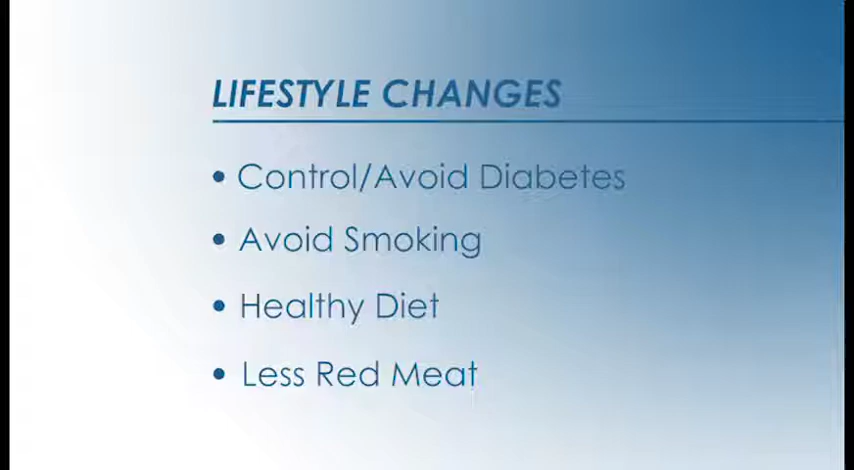 LIFESTYLE CHANGES
• Control/Avoid Diabetes
• Avoid Smoking
• Healthy Diet
• Less Red Meat